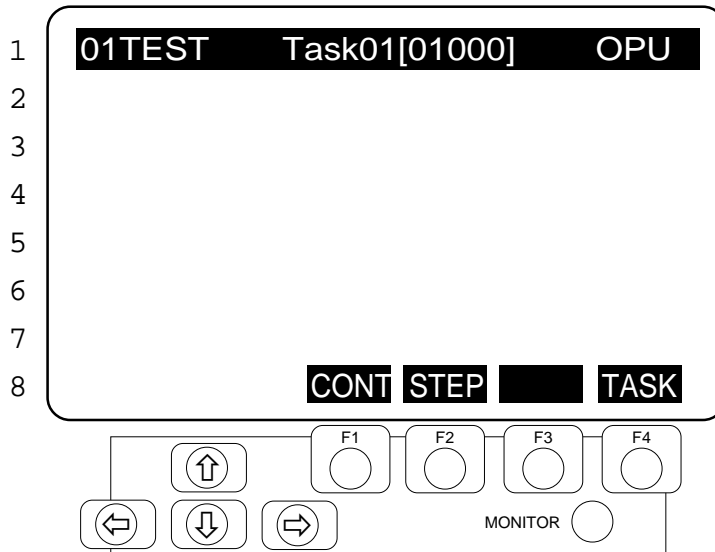 1 01TEST Task01[01000] OPU
2
3
4
5
6
7
8 CONT STEP TASK
F1 F2 F3 F4
MONITOR